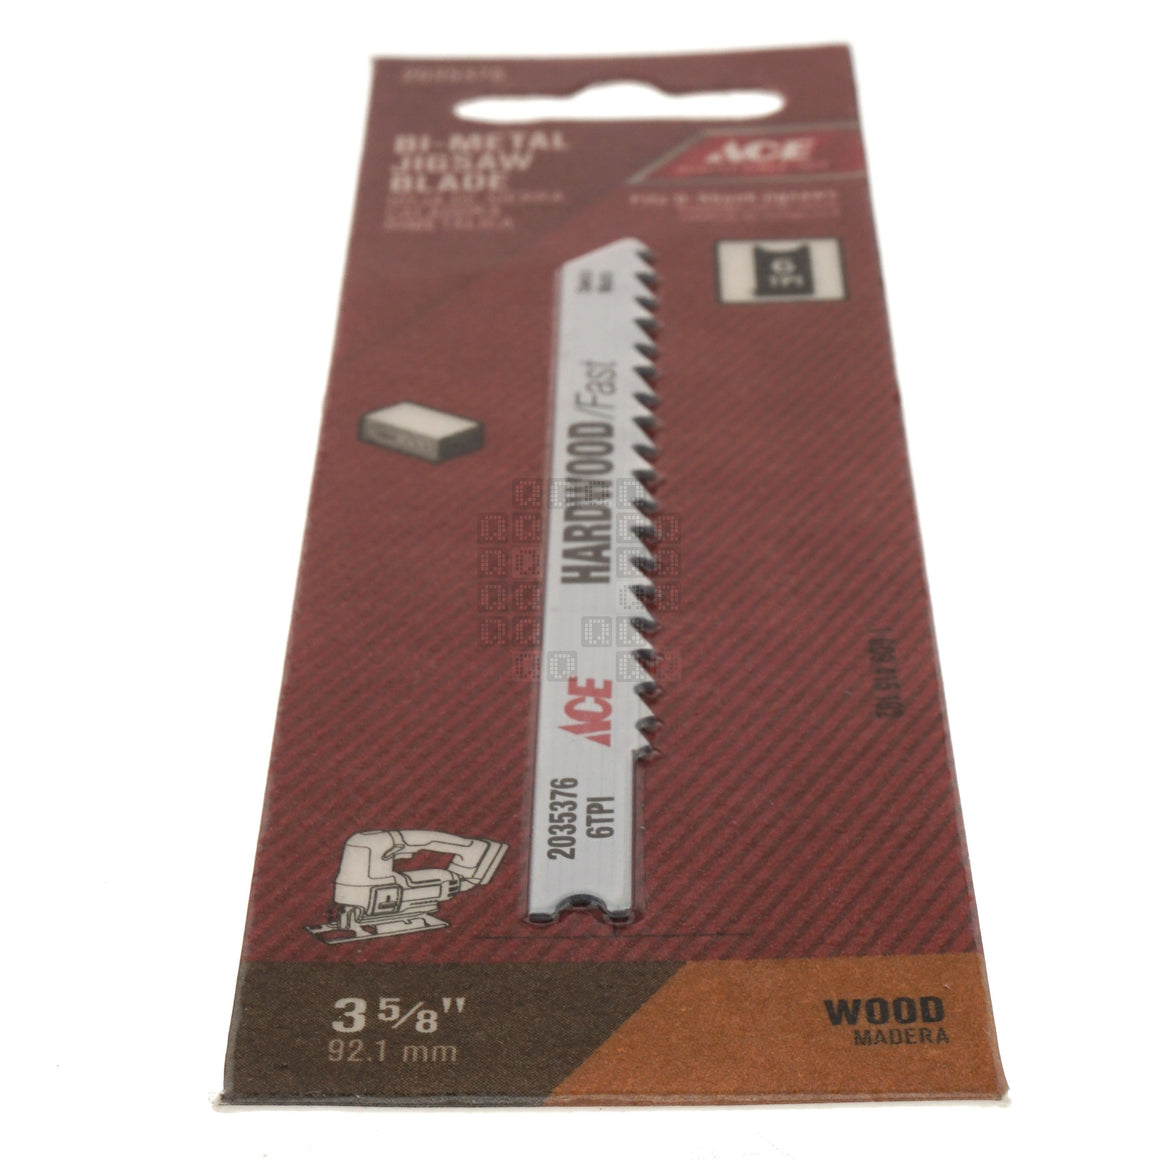 2035376
BI-METAL
JIGSAW
BLADE
ACE
6
TPI
HARDWOOD/Fast
ACE
2035376
6TPI
3 5/8"
92.1 mm
WOOD
MADERA